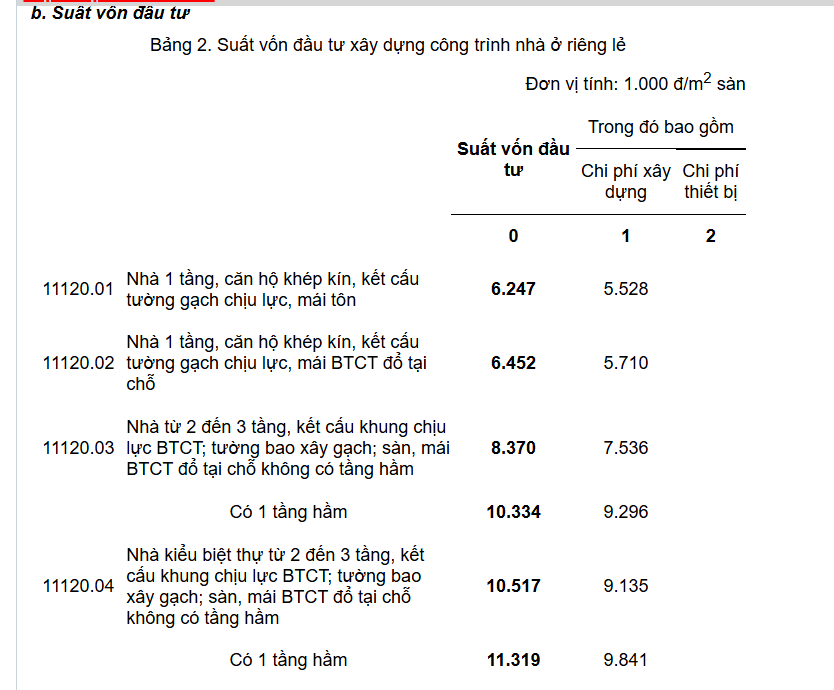 b. Suất vốn đầu tư
Bảng 2. Suất vốn đầu tư xây dựng công trình nhà ở riêng lẻ
Đơn vị tính: 1.000 đ/m2 sàn
Suất vốn đầu
tư
Trong đó bao gồm
Chi phí xây
dựng
Chi phí
thiết bị
0 1 2
11120.01
Nhà 1 tầng, căn hộ khép kín, kết cấu
tường gạch chịu lực, mái tôn
6.247 5.528
11120.02
Nhà 1 tầng, căn hộ khép kín, kết cấu
tường gạch chịu lực, mái BTCT đổ tại
chỗ
6.452 5.710
11120.03
Nhà từ 2 đến 3 tầng, kết cấu khung chịu
lực BTCT; tường bao xây gạch; sàn, mái
BTCT đổ tại chỗ không có tầng hầm
8.370 7.536
Có 1 tầng hầm 10.334 9.296
11120.04
Nhà kiểu biệt thự từ 2 đến 3 tầng, kết
cấu khung chịu lực BTCT; tường bao
xây gạch; sàn, mái BTCT đổ tại chỗ
không có tầng hầm
10.517 9.135
Có 1 tầng hầm 11.319 9.841